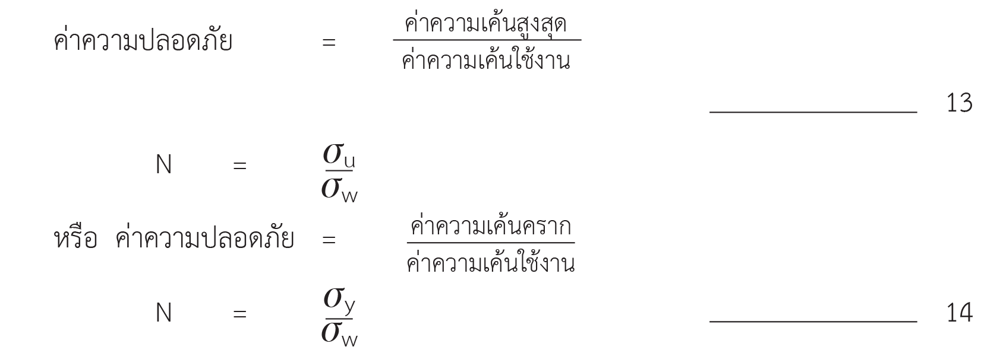 ค่าความปลอดภัย = ค่าความเค้นสูงสุด
ค่าความเค้นใช้งาน
13
N = σu
σw
หรือ ค่าความปลอดภัย = ค่าความเค้นคราก
ค่าความเค้นใช้งาน
N = σy
σw
14